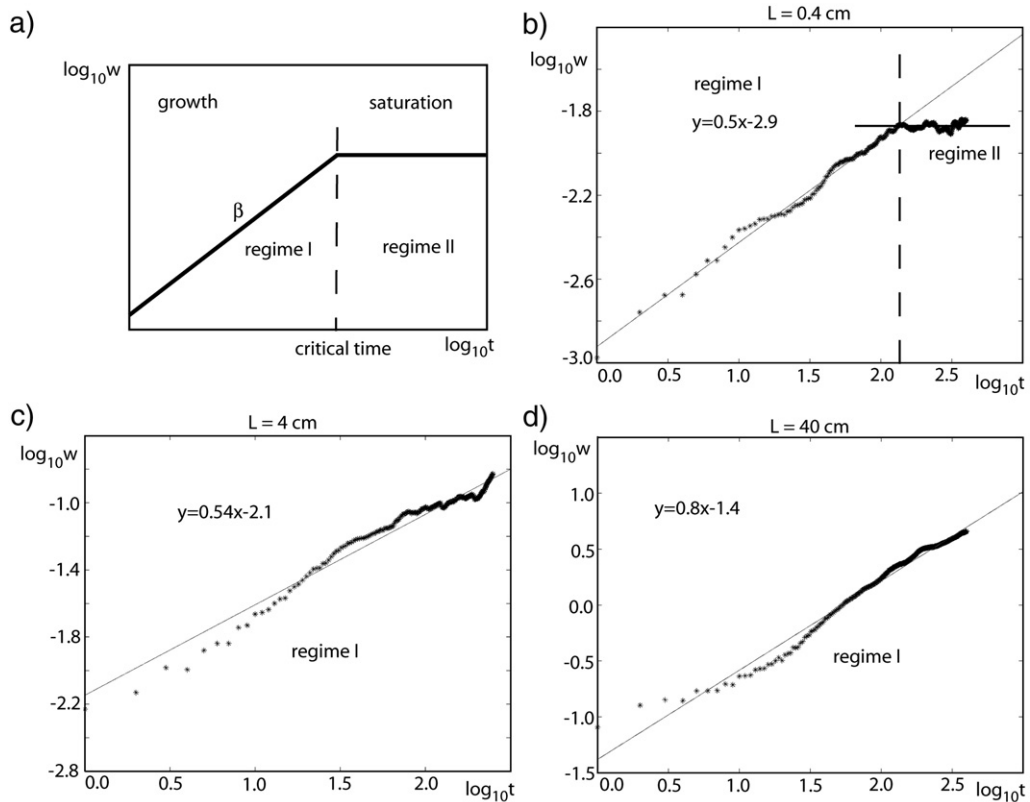 a)
log10w
growth
saturation
β
regime I
regime II
critical time
log10t
b)
L = 0.4 cm
log10w
regime I
y=0.5x-2.9
regime II
-1.8
-2.2
-2.6
-3.0
0.0 0.5 1.0 1.5 2.0 2.5
log10t
c)
L = 4 cm
log10w
y=0.54x-2.1
regime I
-1.0
-1.4
-1.8
-2.2
-2.8
0.0 0.5 1.0 1.5 2.0
log10t
d)
L = 40 cm
log10w
y=0.8x-1.4
regime I
1.0
0.5
0.0
-0.5
-1.0
-1.5
0.0 0.5 1.0 1.5 2.0 2.5
log10t